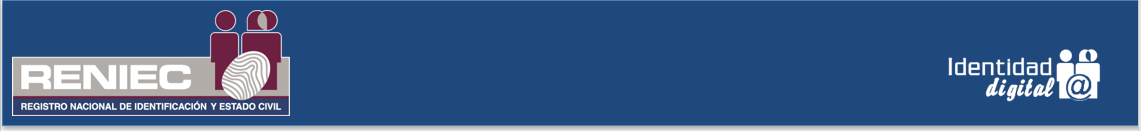 RENIEC
REGISTRO NACIONAL DE IDENTIFICACIÓN Y ESTADO CIVIL
Identidad
digital
@